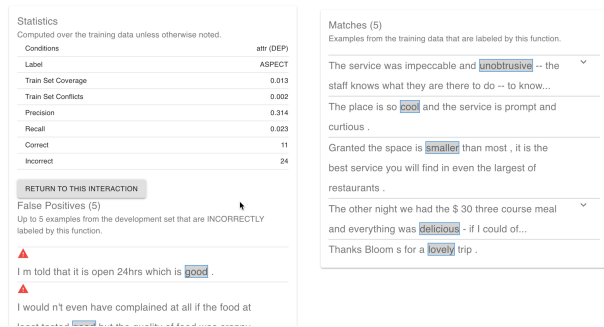 Statistics
Computed over the training data unless otherwise noted.
Conditions attr (DEP)
Label ASPECT
Train Set Coverage 0.013
Train Set Conflicts 0.002
Precision 0.314
Recall 0.023
Correct 11
Incorrect 24
RETURN TO THIS INTERACTION
False Positives (5)
Up to 5 examples from the development set that are INCORRECTLY
labeled by this function.
I m told that it is open 24hrs which is good .
I would n't even have complained at all if the food at
Matches (5)
Examples from the training data that are labeled by this function.
The service was impeccable and unobtrusive -- the
staff knows what they are there to do -- to know...
The place is so cool and the service is prompt and
curtious .
Granted the space is smaller than most , it is the
best service you will find in even the largest of
restaurants .
The other night we had the $ 30 three course meal
and everything was delicious - if I could of...
Thanks Bloom s for a lovely trip .